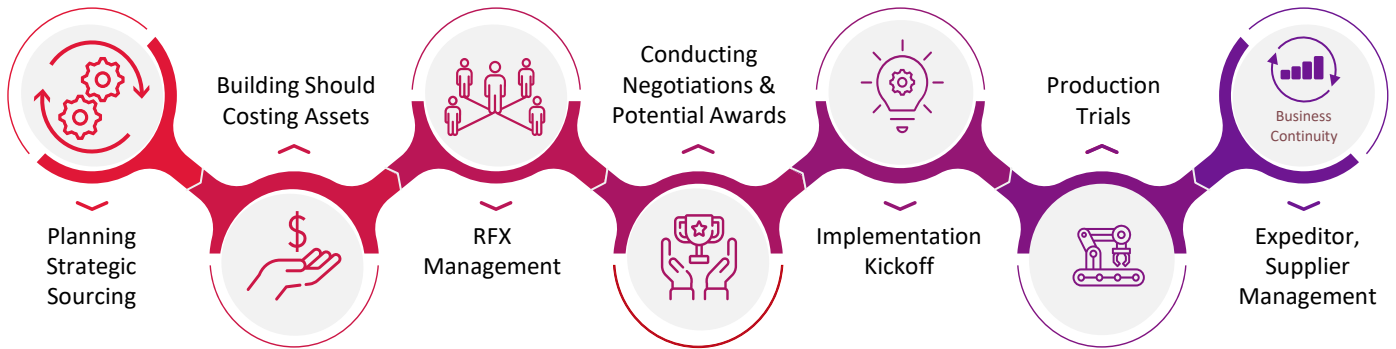 Planning
Strategic
Sourcing
Building Should
Costing Assets
$
RFX
Management
Conducting
Negotiations &
Potential Awards
Implementation
Kickoff
Production
Trials
Business
Continuity
Expeditor,
Supplier
Management